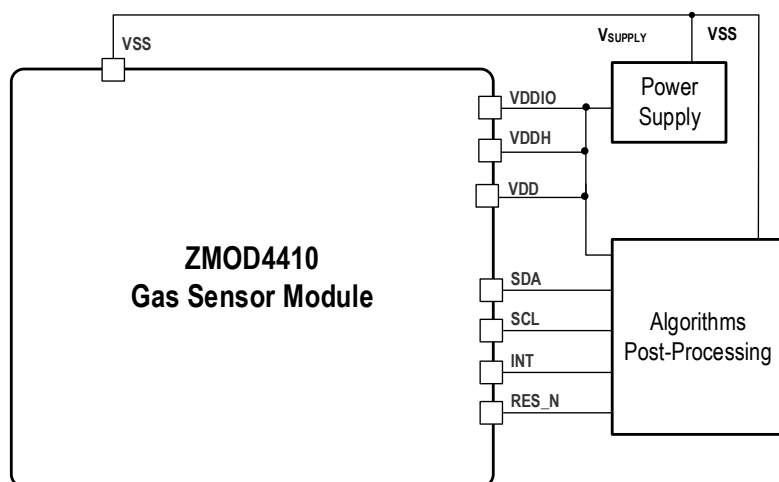 VSS
VSUPPLY
VSS
Power
Supply
VDDIO
VDDH
VDD
ZMOD4410
Gas Sensor Module
SDA
SCL
INT
RES_N
Algorithms
Post-Processing